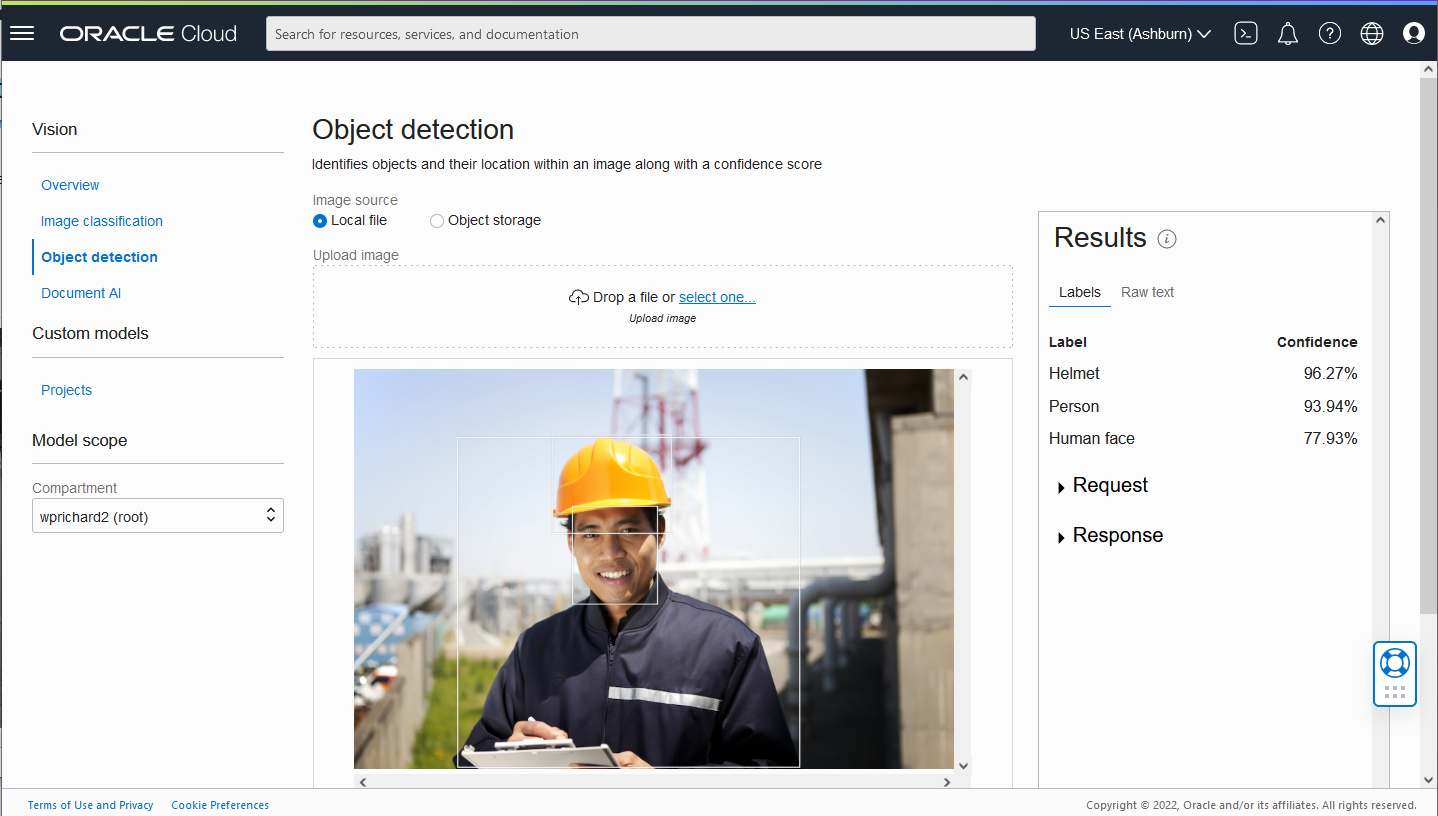 ORACLE Cloud
Search for resources, services, and documentation
US East (Ashburn)
Vision
Overview
Image classification
Object detection
Document AI
Custom models
Projects
Model scope
Compartment
wprichard2 (root)
Object detection
Identifies objects and their location within an image along with a confidence score
Image source
Local file Object storage
Upload image
Drop a file or select one...
Upload image
Results
Labels Raw text
Label Confidence
Helmet 96.27%
Person 93.94%
Human face 77.93%
Request
Response
Terms of Use and Privacy Cookie Preferences
Copyright © 2022, Oracle and/or its affiliates. All rights reserved.